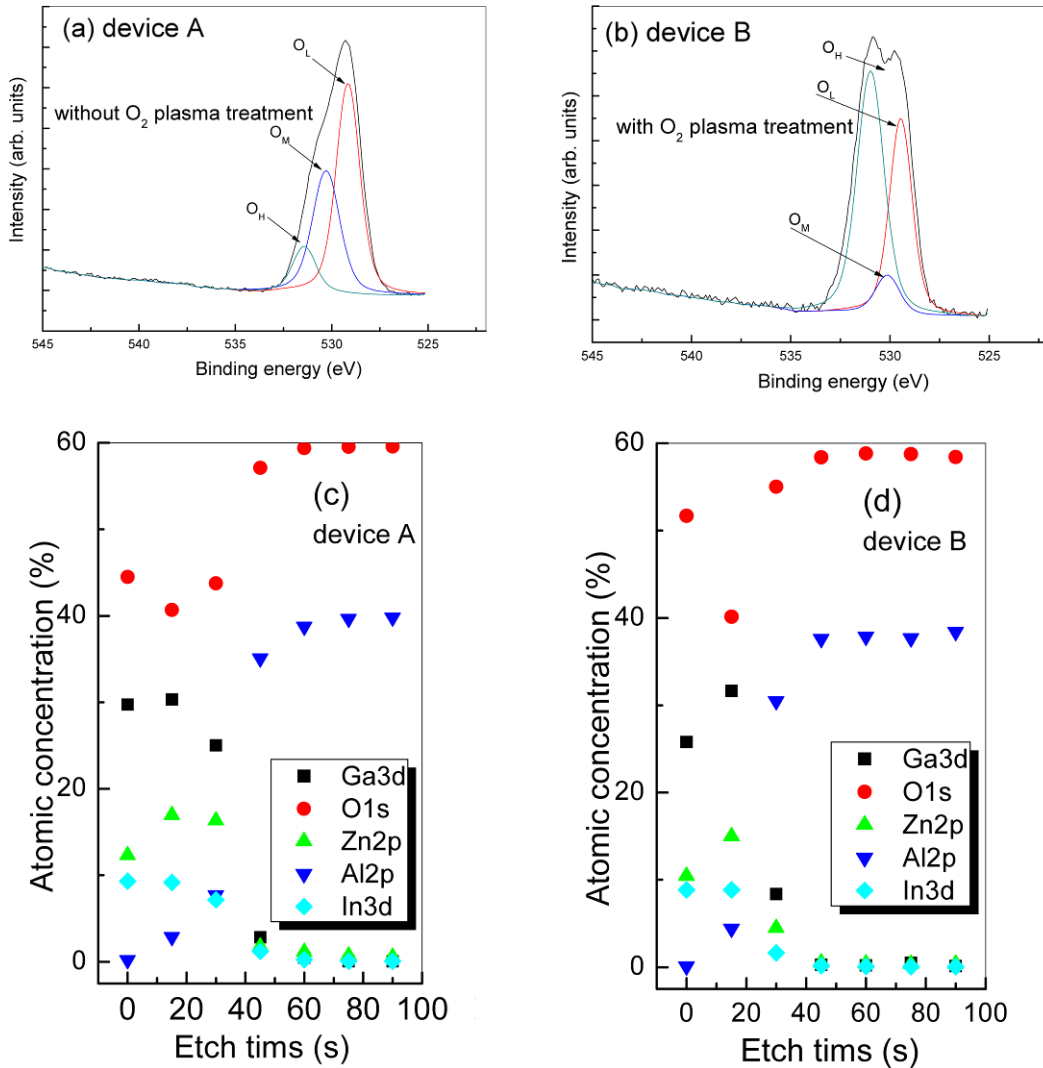 (a) device A
O_L
without O₂ plasma treatment
O_M
O_H
Intensity (arb. units)
545 540 535 530 525
Binding energy (eV)
(b) device B
O_H
O_L
with O₂ plasma treatment
O_M
Intensity (arb. units)
545 540 535 530 525
Binding energy (eV)
60
(c)
device A
40
20
0
Atomic concentration (%)
Ga3d
O1s
Zn2p
Al2p
In3d
0 20 40 60 80 100
Etch tims (s)
60
(d)
device B
40
20
0
Atomic concentration (%)
Ga3d
O1s
Zn2p
Al2p
In3d
0 20 40 60 80 100
Etch tims (s)